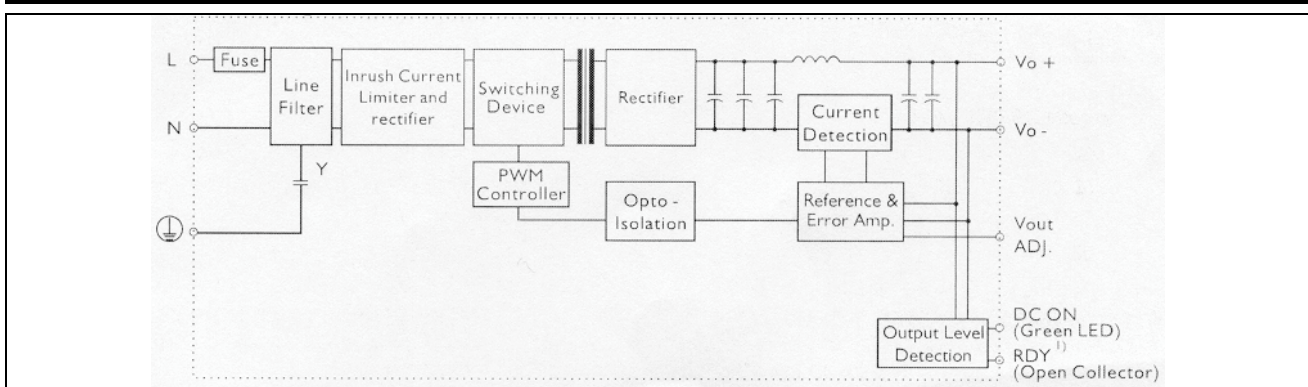 L
Fuse
Line
Filter
Inrush Current
Limiter and
rectifier
Switching
Device
Rectifier
Current
Detection
Vo +
N
Vo -
Y
PWM
Controller
Opto -
Isolation
Reference &
Error Amp.
Vout
ADJ.
Output Level
Detection
DC ON
(Green LED)
RDY 1)
(Open Collector)